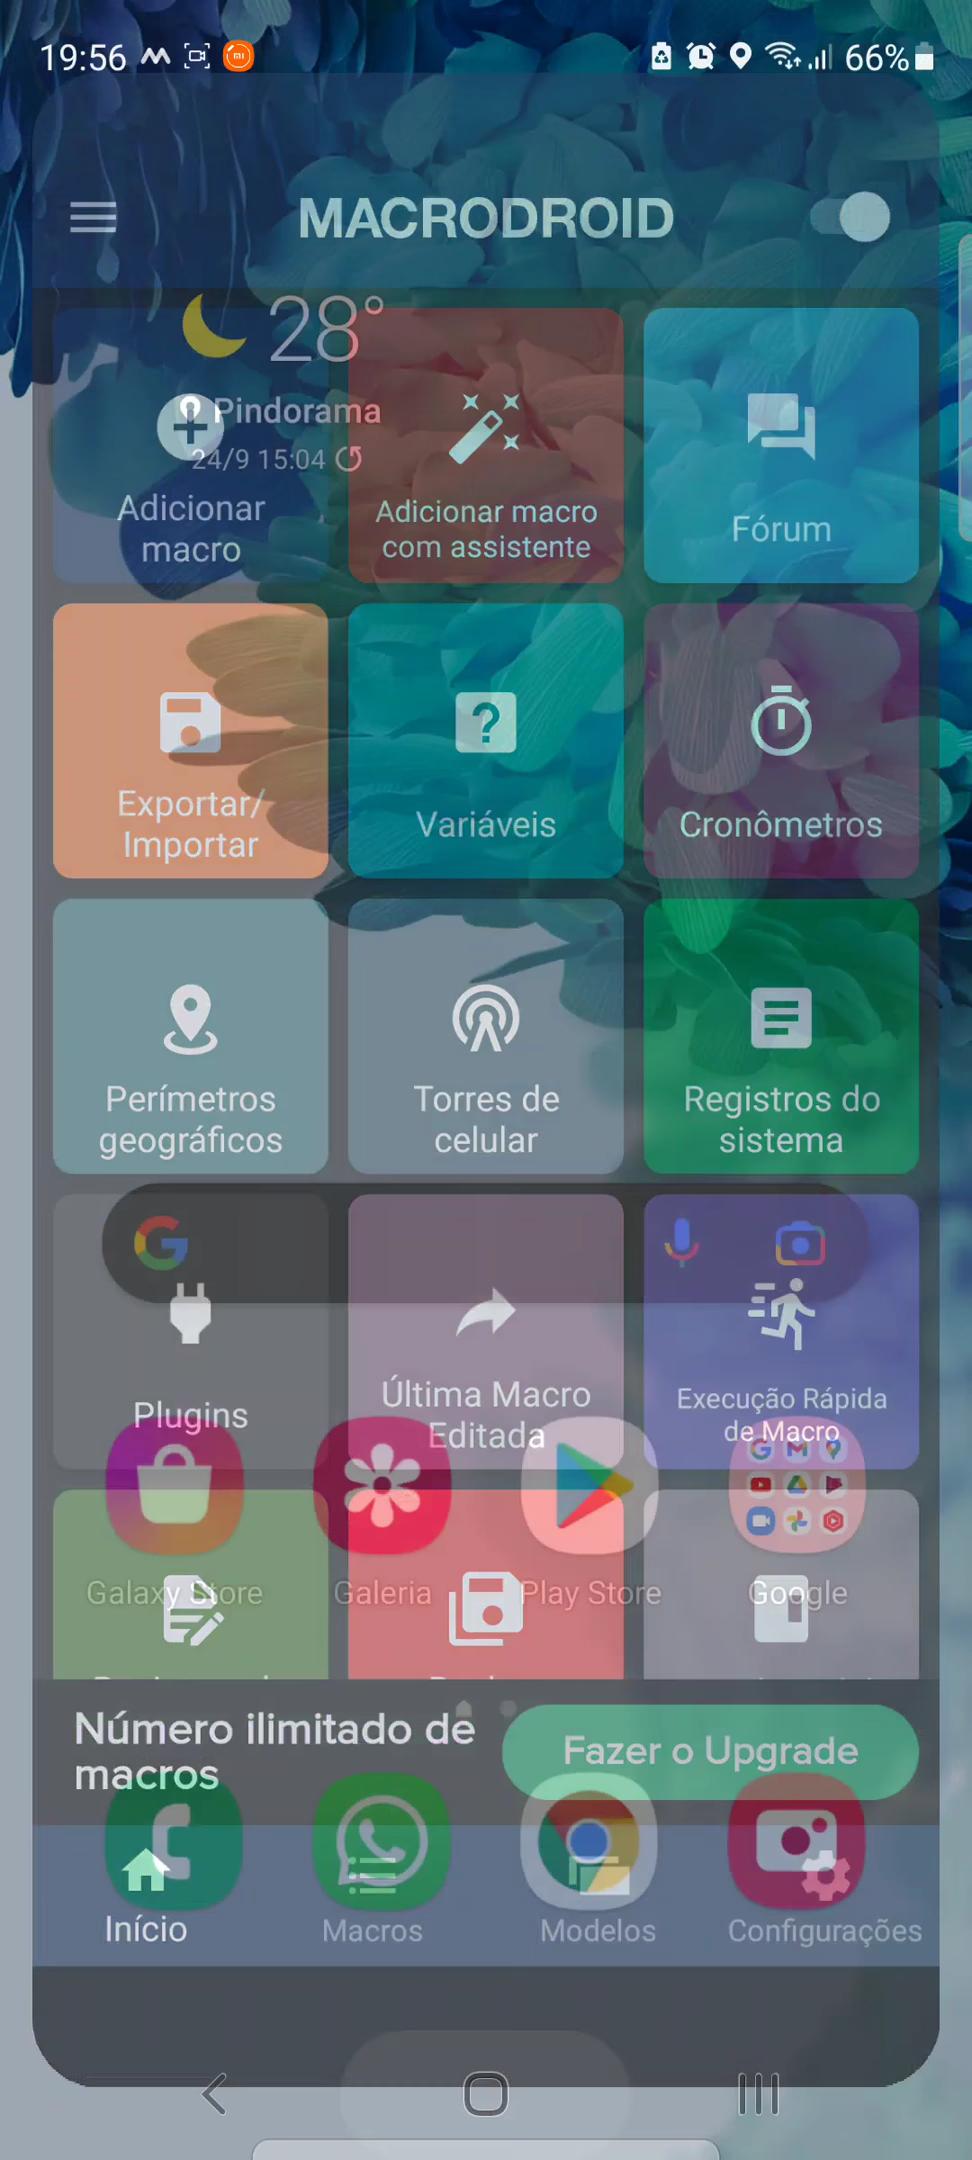 19:56
66%
MACRODROID
28°
Pindorama
24/9 15:04
Adicionar
macro
Adicionar macro
com assistente
Fórum
Exportar/
Importar
Variáveis
Cronômetros
Perímetros
geográficos
Torres de
celular
Registros do
sistema
Plugins
Última Macro
Editada
Execução Rápida
de Macro
Galaxy Store
Galeria
Play Store
Google
Número ilimitado de
macros
Fazer o Upgrade
Início
Macros
Modelos
Configurações